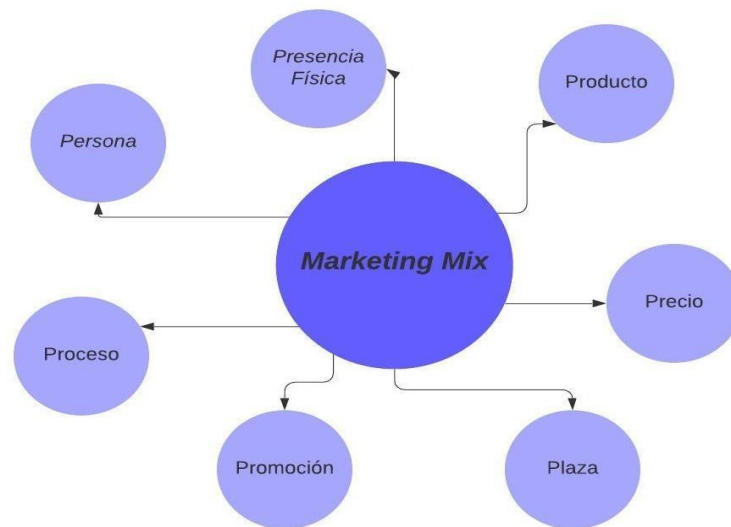 Presencia
Física
Producto
Persona
Marketing Mix
Precio
Proceso
Promoción
Plaza